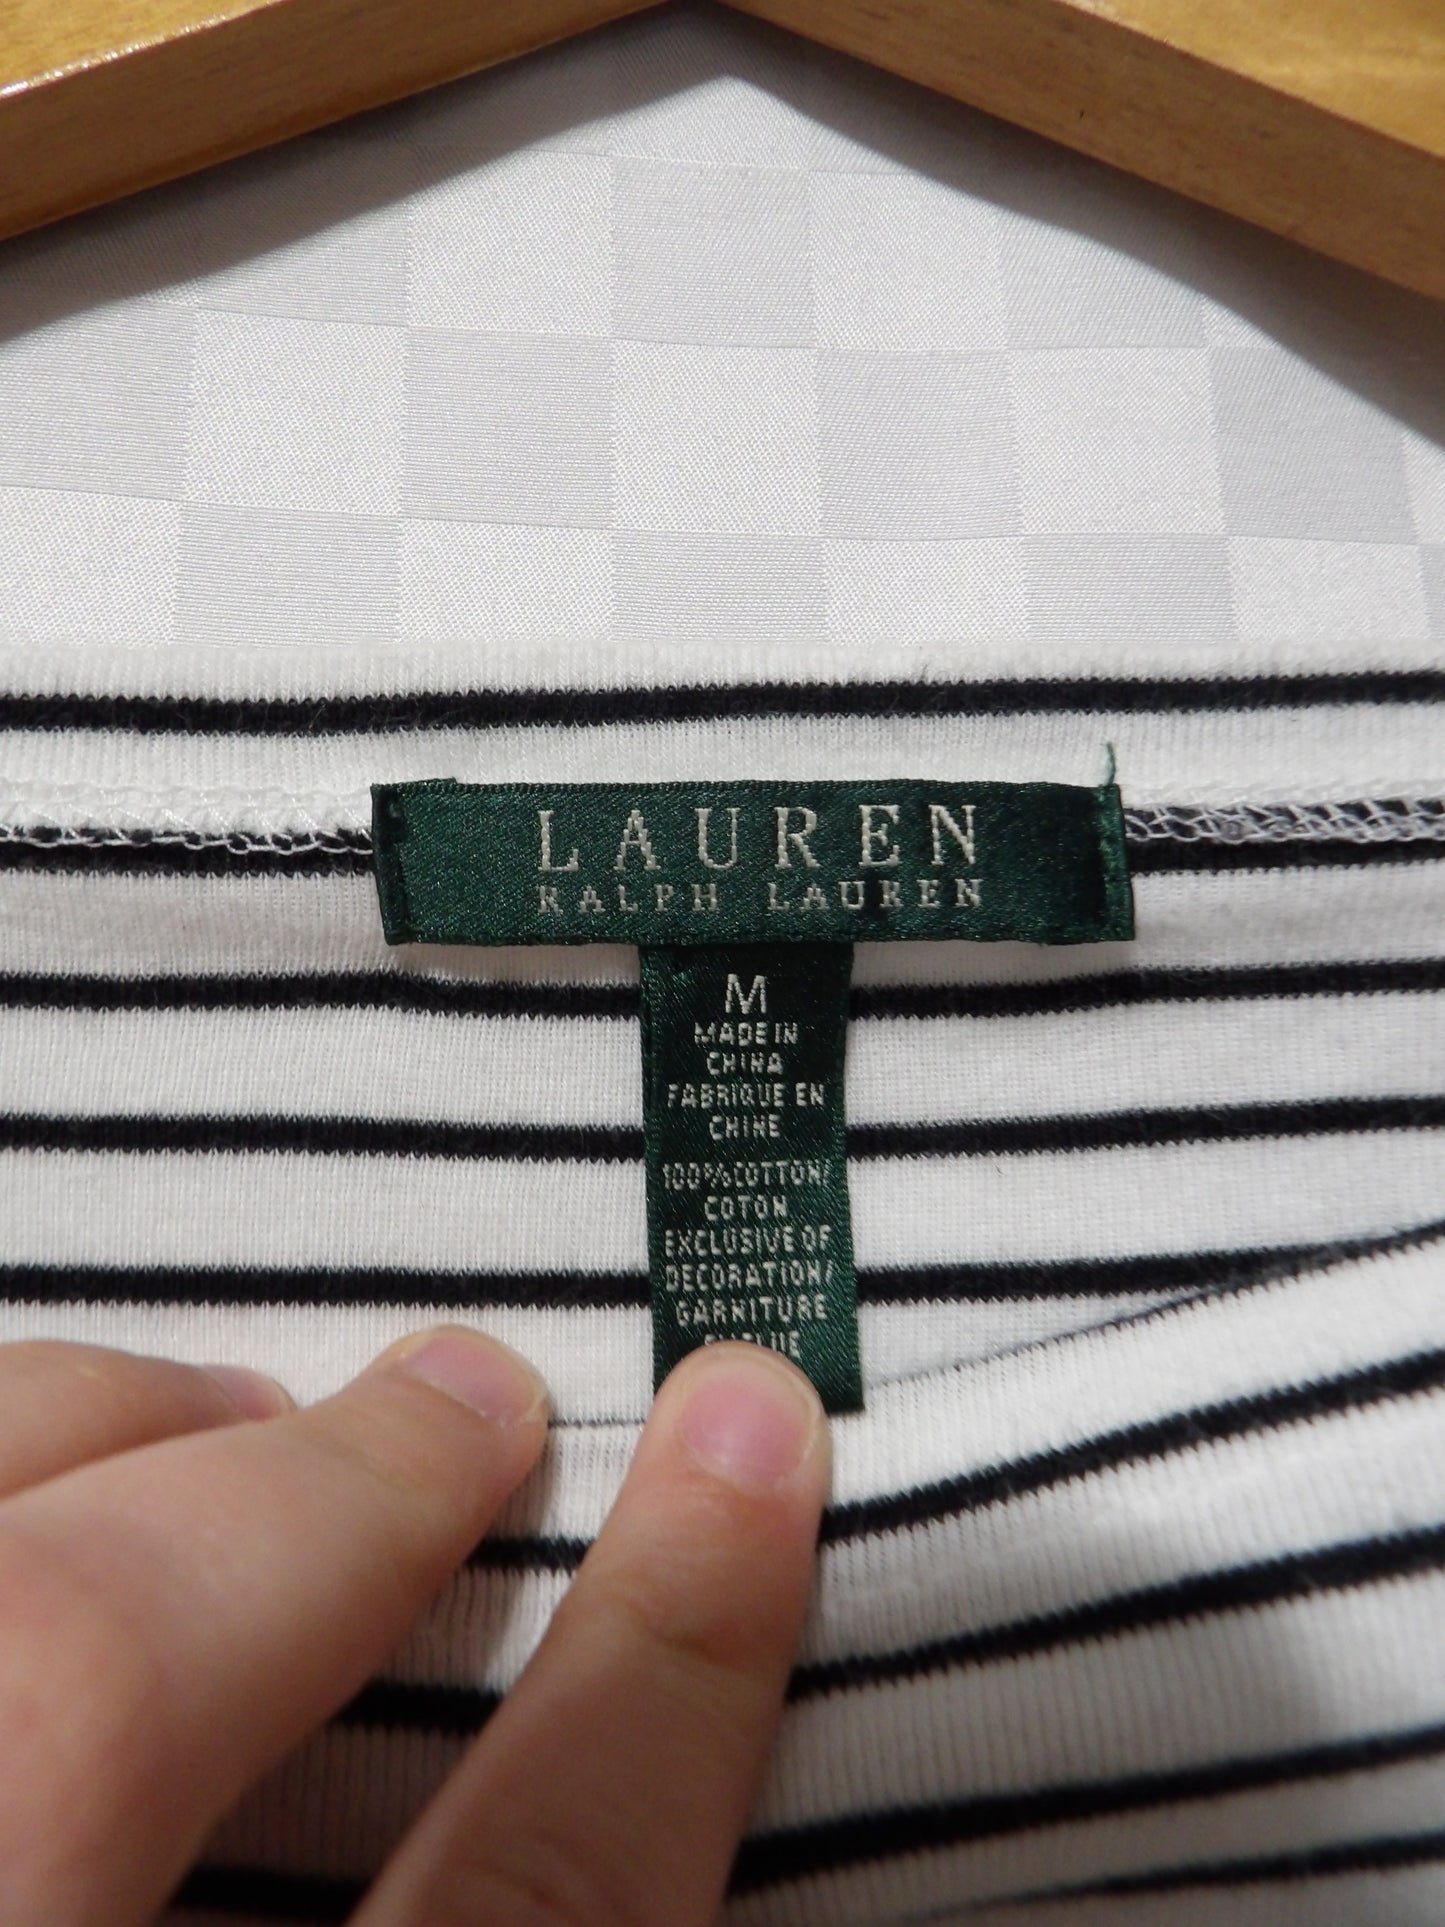 LAUREN
RALPH LAUREN
M
MADE IN
CHINA
FABRIQUE EN
CHINE
100% COTTON/
COTON
EXCLUSIVE OF
DECORATION/
GARNITURE